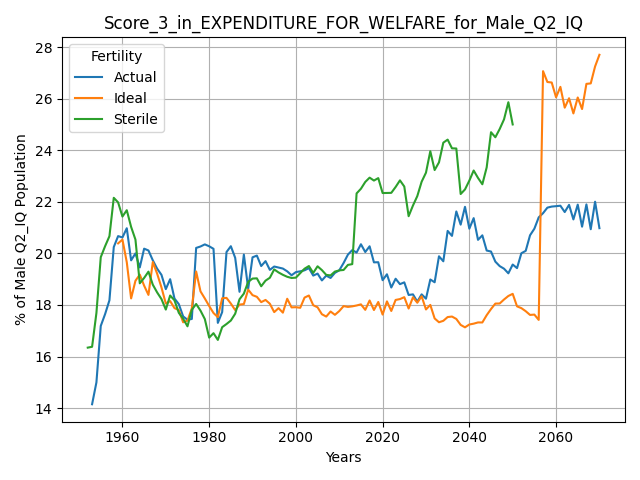 Score_3_in_EXPENDITURE_FOR_WELFARE_for_Male_Q2_IQ
Fertility
Actual
Ideal
Sterile
% of Male Q2_IQ Population
28
26
24
22
20
18
16
14
1960
1980
2000
2020
2040
2060
Years